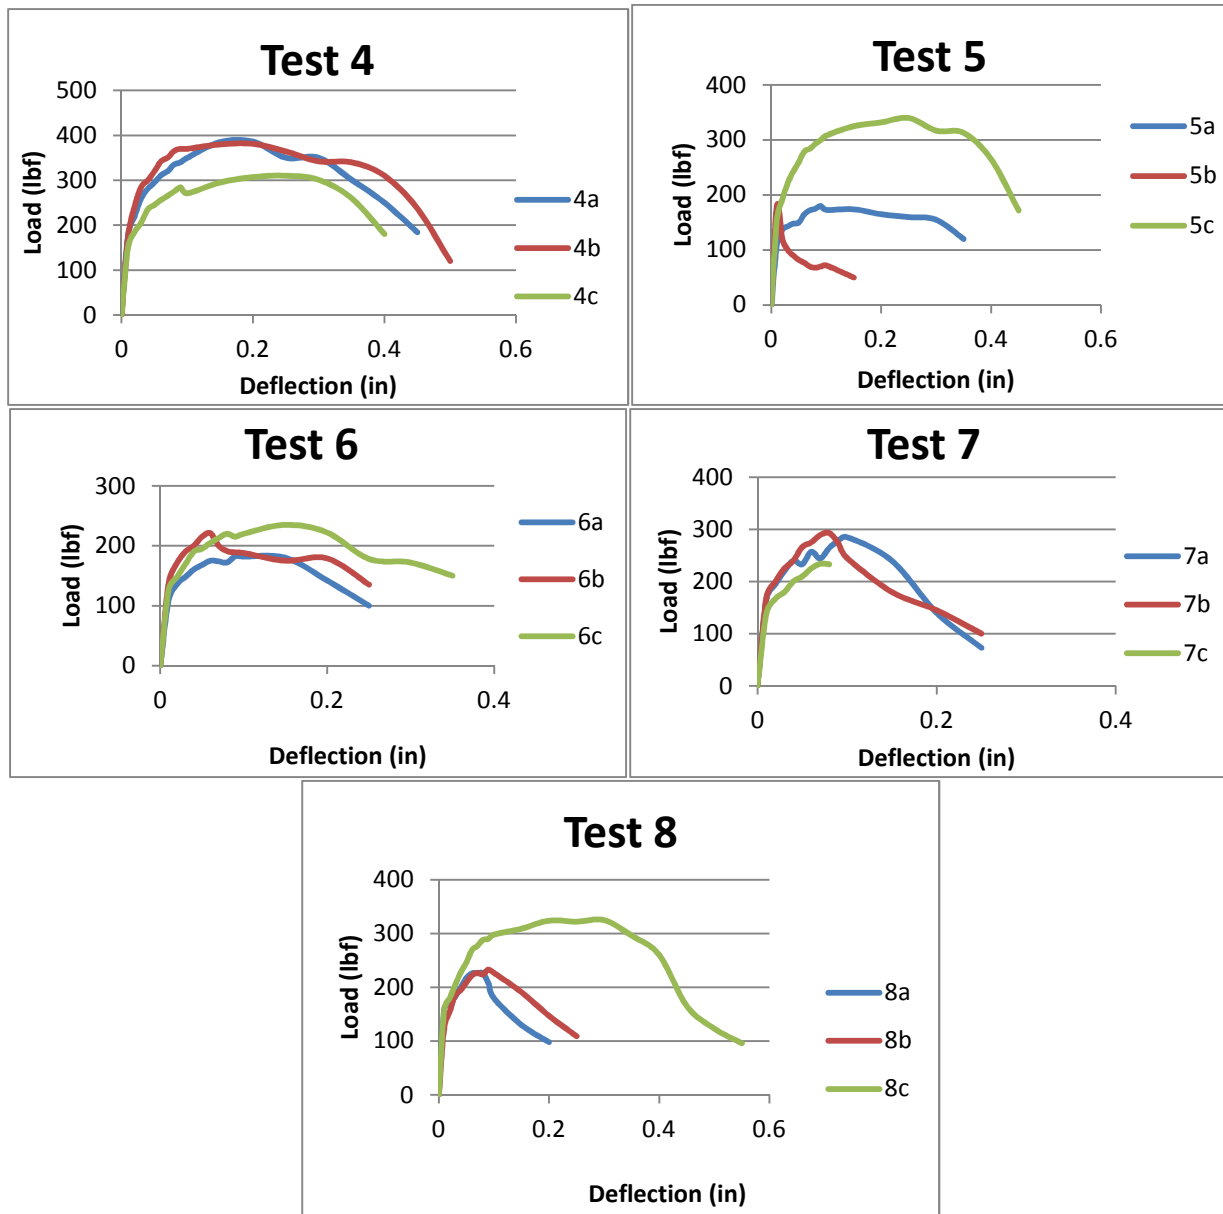 Test 4
500
400
300
200
100
0
0 0.2 0.4 0.6
Load (lbf)
Deflection (in)
4a
4b
4c
Test 5
400
300
200
100
0
0 0.2 0.4 0.6
Load (lbf)
Deflection (in)
5a
5b
5c
Test 6
300
200
100
0
0 0.2 0.4
Load (lbf)
Deflection (in)
6a
6b
6c
Test 7
400
300
200
100
0
0 0.2 0.4
Load (lbf)
Deflection (in)
7a
7b
7c
Test 8
400
300
200
100
0
0 0.2 0.4 0.6
Load (lbf)
Deflection (in)
8a
8b
8c